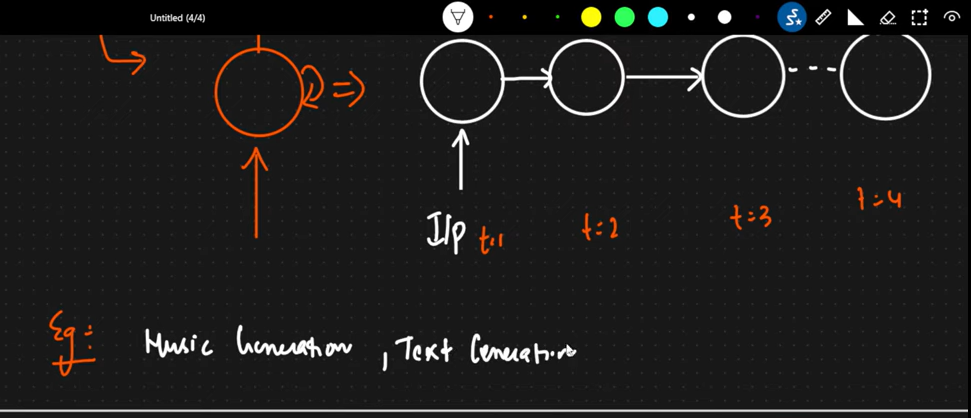 Untitled (4/4)
I/p t=1 t=2 t=3 t=4
Eg:- Music Generation , Text Generation